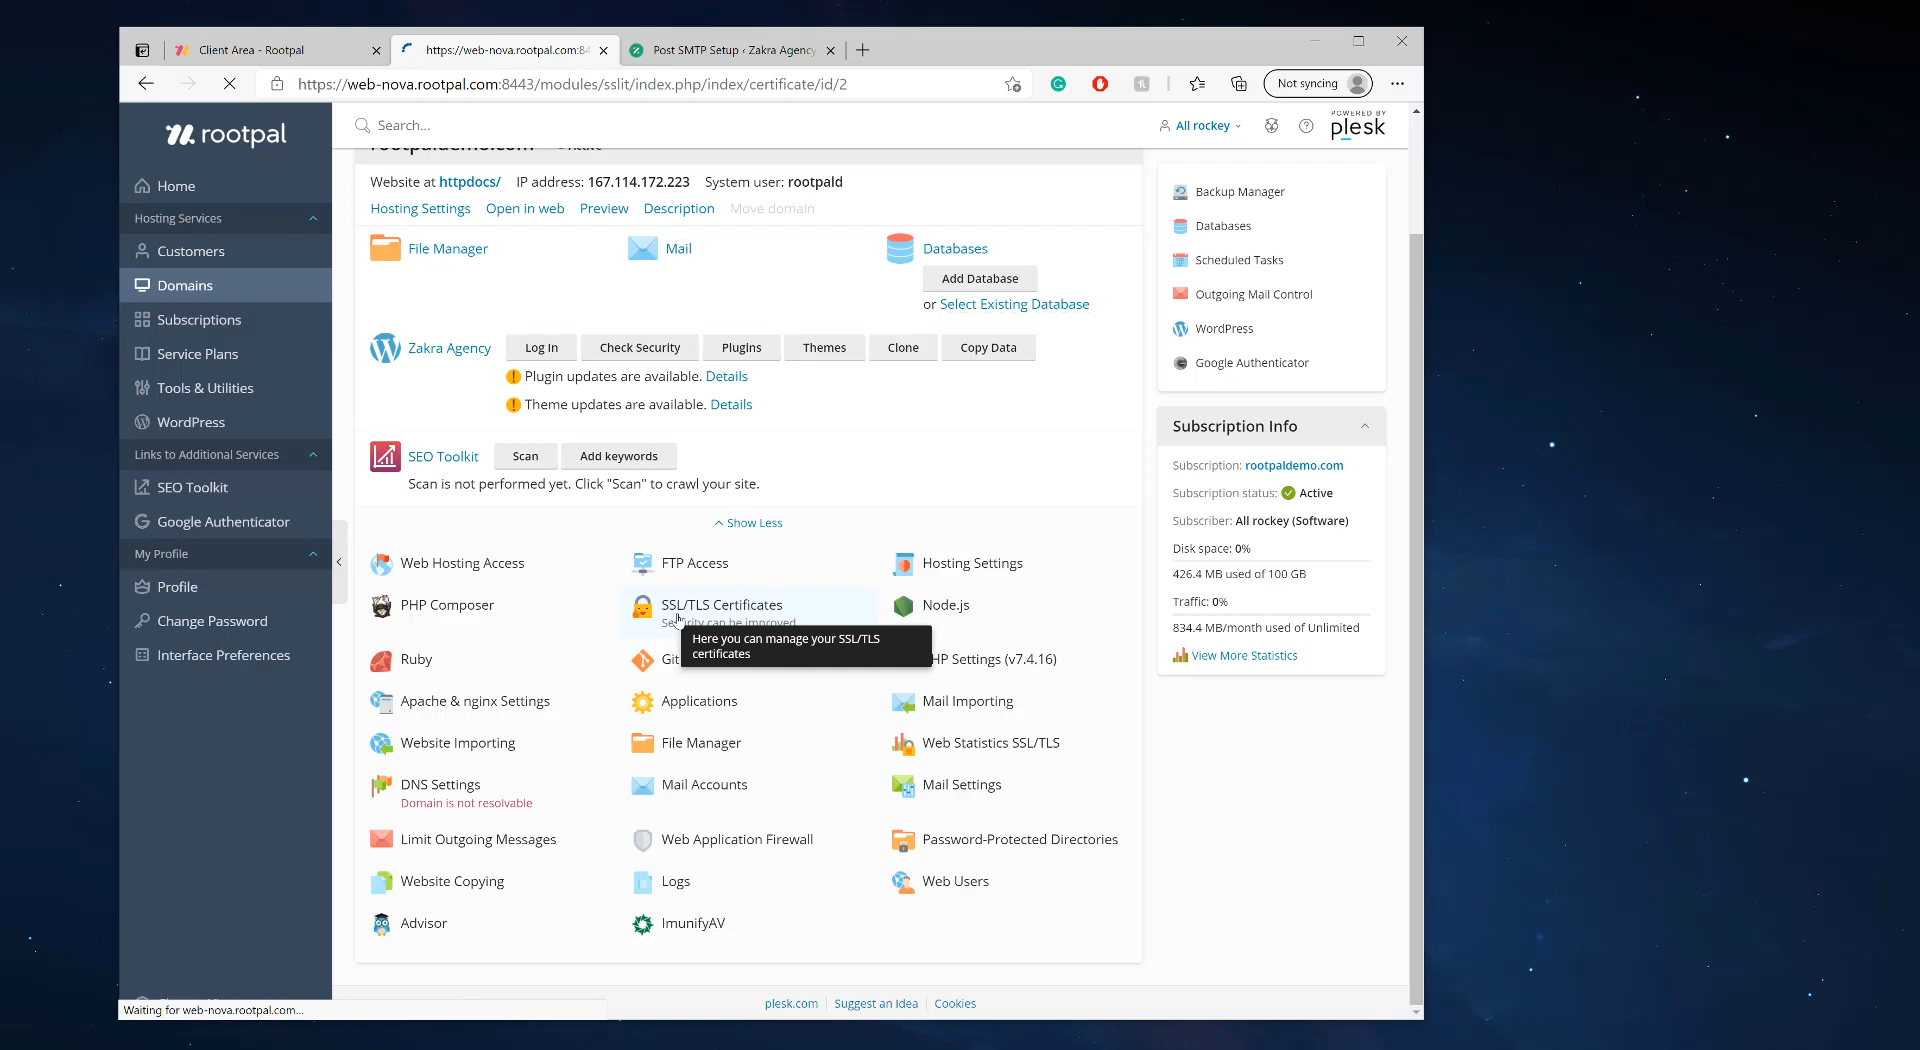 Client Area - Rootpal
https://web-nova.rootpal.com:84
Post SMTP Setup ‹ Zakra Agency
https://web-nova.rootpal.com:8443/modules/sslit/index.php/index/certificate/id/2
Not syncing
rootpal
Search...
All rockey
POWERED BY
plesk
Home
Hosting Services
Customers
Domains
Subscriptions
Service Plans
Tools & Utilities
WordPress
Links to Additional Services
SEO Toolkit
Google Authenticator
My Profile
Profile
Change Password
Interface Preferences
rootpaldemo.com Active
Website at httpdocs/ IP address: 167.114.172.223 System user: rootpald
Hosting Settings Open in web Preview Description Move domain
File Manager
Mail
Databases
Add Database
or Select Existing Database
Zakra Agency
Log In
Check Security
Plugins
Themes
Clone
Copy Data
Plugin updates are available. Details
Theme updates are available. Details
SEO Toolkit
Scan
Add keywords
Scan is not performed yet. Click "Scan" to crawl your site.
Show Less
Web Hosting Access
FTP Access
Hosting Settings
PHP Composer
SSL/TLS Certificates
Security can be improved
Node.js
Here you can manage your SSL/TLS
certificates
Ruby
Git
HP Settings (v7.4.16)
Apache & nginx Settings
Applications
Mail Importing
Website Importing
File Manager
Web Statistics SSL/TLS
DNS Settings
Domain is not resolvable
Mail Accounts
Mail Settings
Limit Outgoing Messages
Web Application Firewall
Password-Protected Directories
Website Copying
Logs
Web Users
Advisor
ImunifyAV
Backup Manager
Databases
Scheduled Tasks
Outgoing Mail Control
WordPress
Google Authenticator
Subscription Info
Subscription: rootpaldemo.com
Subscription status: Active
Subscriber: All rockey (Software)
Disk space: 0%
426.4 MB used of 100 GB
Traffic: 0%
834.4 MB/month used of Unlimited
View More Statistics
plesk.com
Suggest an Idea
Cookies
Waiting for web-nova.rootpal.com...